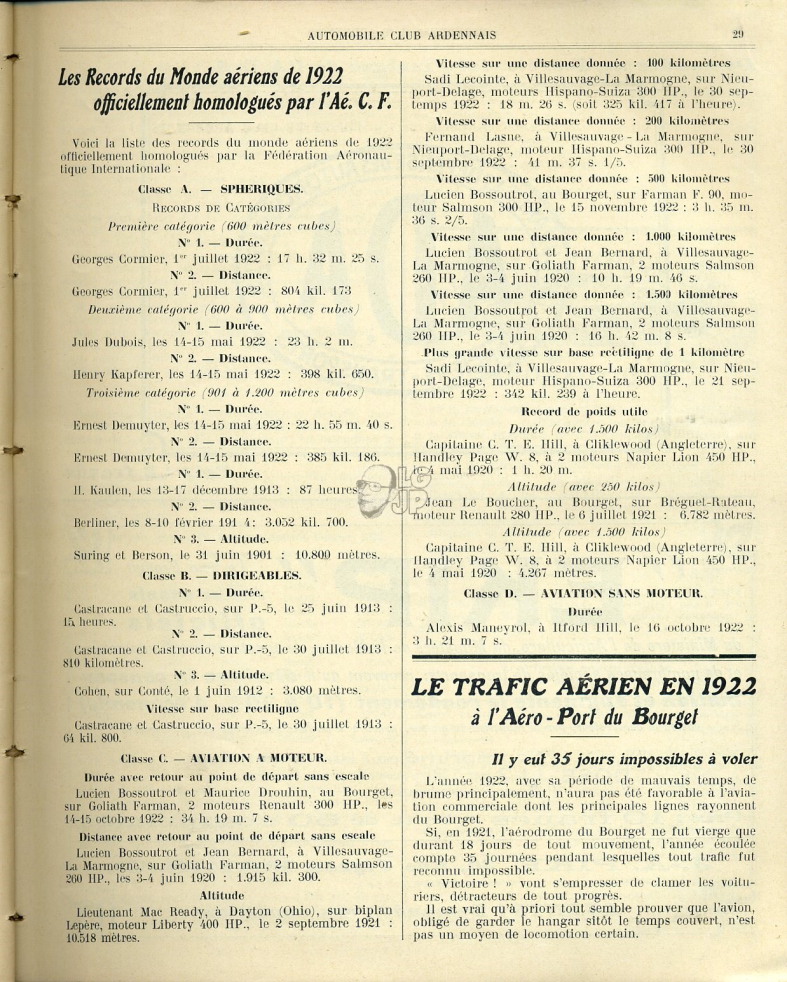 AUTOMOBILE CLUB ARDENNAIS
29
Les Records du Monde aériens de 1922
officiellement homologués par l'Aé. C. F.
Voici la liste des records du monde aériens de 1922
officiellement homologués par la Fédération Aéronau-
tique Internationale :
Classe A. — SPHERIQUES.
RECORDS DE CATÉGORIES
Première catégorie (600 mètres cubes)
N° 1. — Durée.
Georges Cormier, 1er juillet 1922 : 17 h. 32 m. 25 s.
N° 2. — Distance.
Georges Cormier, 1er juillet 1922 : 804 kil. 173
Deuxième catégorie (600 à 900 mètres cubes)
N° 1. — Durée.
Jules Dubois, les 14-15 mai 1922 : 23 h. 2 m.
N° 2. — Distance.
Henry Kapferer, les 14-15 mai 1922 : 398 kil. 650.
Troisième catégorie (901 à 1.200 mètres cubes)
N° 1. — Durée.
Ernest Demuyter, les 14-15 mai 1922 : 22 h. 55 m. 40 s.
N° 2. — Distance.
Ernest Demuyter, les 14-15 mai 1922 : 385 kil. 186.
N° 1. — Durée.
H. Kaulen, les 13-17 décembre 1913 : 87 heures.
N° 2. — Distance.
Berliner, les 8-10 février 191 4: 3.052 kil. 700.
N° 3. — Altitude.
Suring et Berson, le 31 juin 1901 : 10.800 mètres.
Classe B. — DIRIGEABLES.
N° 1. — Durée.
Castracane et Castruccio, sur P.-5, le 25 juin 1913 :
15 heures.
N° 2. — Distance.
Castracane et Castruccio, sur P.-5, le 30 juillet 1913 :
810 kilomètres.
N° 3. — Altitude.
Cohen, sur Conté, le 1 juin 1912 : 3.080 mètres.
Vitesse sur base rectiligne
Castracane et Castruccio, sur P.-5, le 30 juillet 1913 :
64 kil. 800.
Classe C. — AVIATION A MOTEUR.
Durée avec retour au point de départ sans escale
Lucien Bossoutrot et Maurice Drouhin, au Bourget,
sur Goliath Farman, 2 moteurs Renault 300 HP., les
14-15 octobre 1922 : 34 h. 19 m. 7 s.
Distance avec retour au point de départ sans escale
Lucien Bossoutrot et Jean Bernard, à Villesauvage-
La Marmogne, sur Goliath Farman, 2 moteurs Salmson
260 HP., les 3-4 juin 1920 : 1.915 kil. 300.
Altitude
Lieutenant Mac Ready, à Dayton (Ohio), sur biplan
Lepère, moteur Liberty 400 HP., le 2 septembre 1921 :
10.518 mètres.
Vitesse sur une distance donnée : 100 kilomètres
Sadi Lecointe, à Villesauvage-La Marmogne, sur Nieu-
port-Delage, moteurs Hispano-Suiza 300 HP., le 30 sep-
temps 1922 : 18 m. 26 s. (soit 325 kil. 417 à l'heure).
Vitesse sur une distance donnée : 200 kilomètres
Fernand Lasne, à Villesauvage - La Marmogne, sur
Nieuport-Delage, moteur Hispano-Suiza 300 HP., le 30
septembre 1922 : 41 m. 37 s. 1/5.
Vitesse sur une distance donnée : 500 kilomètres
Lucien Bossoutrot, au Bourget, sur Farman F. 90, mo-
teur Salmson 300 HP., le 15 novembre 1922 : 3 h. 35 m.
36 s. 2/5.
Vitesse sur une distance donnée : 1.000 kilomètres
Lucien Bossoutrot et Jean Bernard, à Villesauvage-
La Marmogne, sur Goliath Farman, 2 moteurs Salmson
260 HP., le 3-4 juin 1920 : 10 h. 19 m. 46 s.
Vitesse sur une distance donnée : 1.500 kilomètres
Lucien Bossoutrot et Jean Bernard, à Villesauvage-
La Marmogne, sur Goliath Farman, 2 moteurs Salmson
260 HP., le 3-4 juin 1920 : 16 h. 42 m. 8 s.
Plus grande vitesse sur base rectiligne de 1 kilomètre
Sadi Lecointe, à Villesauvage-La Marmogne, sur Nieu-
port-Delage, moteur Hispano-Suiza 300 HP., le 21 sep-
tembre 1922 : 342 kil. 239 à l'heure.
Record de poids utile
Durée (avec 1.500 kilos)
Capitaine C. T. E. Hill, à Cliklewood (Angleterre), sur
Handley Page W. 8, à 2 moteurs Napier Lion 450 HP.,
le 4 mai 1920 : 1 h. 20 m.
Altitude (avec 250 kilos)
Jean Le Boucher, au Bourget, sur Bréguet-Rateau,
moteur Renault 280 HP., le 6 juillet 1921 : 6.782 mètres.
Altitude (avec 1.500 kilos)
Capitaine C. T. E. Hill, à Cliklewood (Angleterre), sur
Handley Page W. 8, à 2 moteurs Napier Lion 450 HP.,
le 4 mai 1920 : 4.267 mètres.
Classe D. — AVIATION SANS MOTEUR.
Durée
Alexis Maneyrol, à Itford Hill, le 16 octobre 1922 :
3 h. 21 m. 7 s.
LE TRAFIC AÉRIEN EN 1922
à l'Aéro-Port du Bourget
Il y eut 35 jours impossibles à voler
L'année 1922, avec sa période de mauvais temps, de
brume principalement, n'aura pas été favorable à l'avia-
tion commerciale dont les principales lignes rayonnent
du Bourget.
Si, en 1921, l'aérodrome du Bourget ne fut vierge que
durant 18 jours de tout mouvement, l'année écoulée
compte 35 journées pendant lesquelles tout trafic fut
reconnu impossible.
« Victoire ! » vont s'empresser de clamer les voitu-
riers, détracteurs de tout progrès.
Il est vrai qu'à priori tout semble prouver que l'avion,
obligé de garder le hangar sitôt le temps couvert, n'est
pas un moyen de locomotion certain.
LG
JP